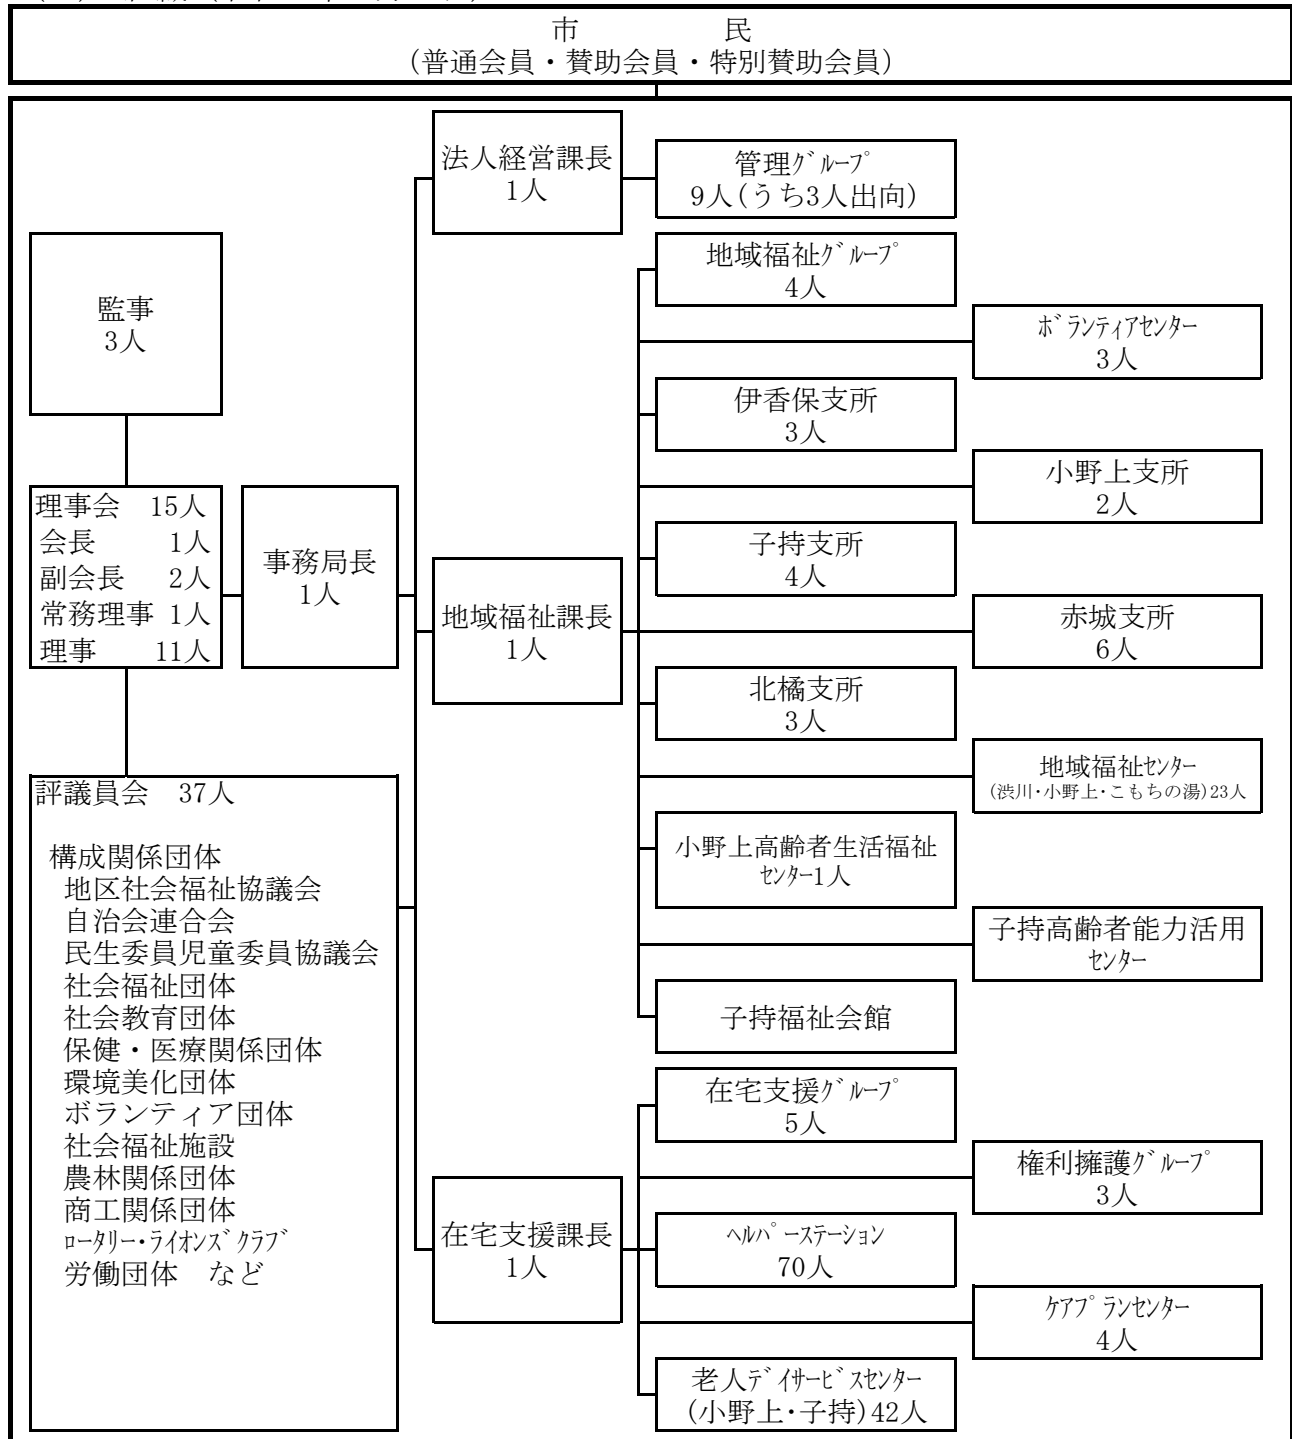 市　　　　民
(普通会員・賛助会員・特別賛助会員)
法人経営課長
1人
管理ｸﾞﾙｰﾌﾟ
9人(うち3人出向)
地域福祉ｸﾞﾙｰﾌﾟ
4人
監事
3人
ﾎﾞﾗﾝﾃｨｱｾﾝﾀｰ
3人
伊香保支所
3人
小野上支所
2人
理事会　15人
会長　　　1人
副会長　　2人
常務理事 1人
理事　　 11人
事務局長
1人
子持支所
4人
地域福祉課長
1人
赤城支所
6人
北橘支所
3人
地域福祉ｾﾝﾀｰ
(渋川・小野上・こもちの湯)23人
小野上高齢者生活福祉
ｾﾝﾀｰ1人
子持高齢者能力活用
ｾﾝﾀｰ
子持福祉会館
評議員会　37人
構成関係団体
地区社会福祉協議会
自治会連合会
民生委員児童委員協議会
社会福祉団体
社会教育団体
保健・医療関係団体
環境美化団体
ボランティア団体
社会福祉施設
農林関係団体
商工関係団体
ﾛｰﾀﾘｰ・ﾗｲｵﾝｽﾞｸﾗﾌﾞ
労働団体　など
在宅支援ｸﾞﾙｰﾌﾟ
5人
権利擁護ｸﾞﾙｰﾌﾟ
3人
在宅支援課長
1人
ﾍﾙﾊﾟｰｽﾃｰｼｮﾝ
70人
ｹｱﾌﾟﾗﾝｾﾝﾀｰ
4人
老人ﾃﾞｲｻｰﾋﾞｽｾﾝﾀｰ
(小野上・子持)42人